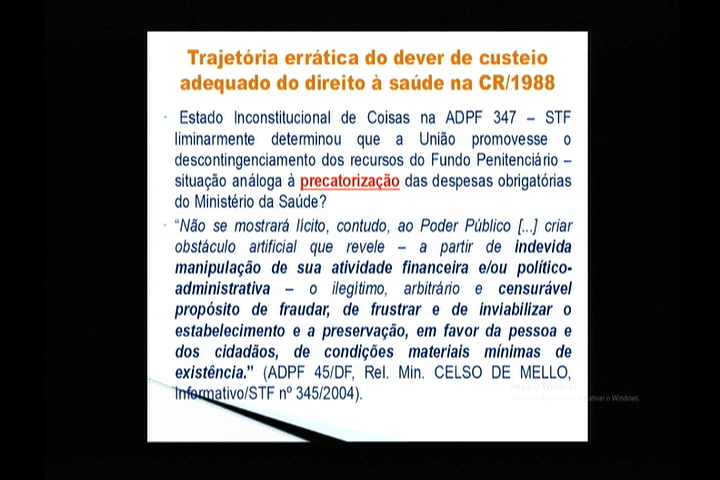 Trajetória errática do dever de custeio
adequado do direito à saúde na CR/1988
Estado Inconstitucional de Coisas na ADPF 347 – STF
liminarmente determinou que a União promovesse o
descontingenciamento dos recursos do Fundo Penitenciário –
situação análoga à precatorização das despesas obrigatórias
do Ministério da Saúde?
“Não se mostrará lícito, contudo, ao Poder Público [...] criar
obstáculo artificial que revele – a partir de indevida
manipulação de sua atividade financeira e/ou político-
administrativa – o ilegítimo, arbitrário e censurável
propósito de fraudar, de frustrar e de inviabilizar o
estabelecimento e a preservação, em favor da pessoa e
dos cidadãos, de condições materiais mínimas de
existência.” (ADPF 45/DF, Rel. Min. CELSO DE MELLO,
Informativo/STF nº 345/2004).
ativar o Windows.